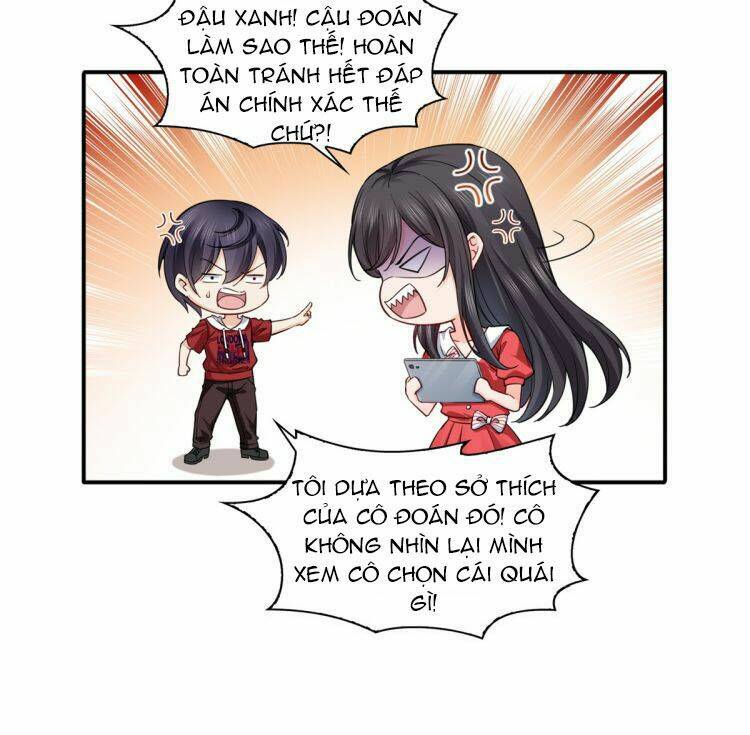 ĐẬU XANH! CẬU ĐOÁN
LÀM SAO THẾ! HOÀN
TOÀN TRÁNH HẾT ĐÁP
ÁN CHÍNH XÁC THẾ
CHỨ?!
TÔI DỰA THEO SỞ THÍCH
CỦA CÔ ĐOÁN ĐÓ! CÔ
KHÔNG NHÌN LẠI MÌNH
XEM CÔ CHỌN CÁI QUÁI
GÌ!